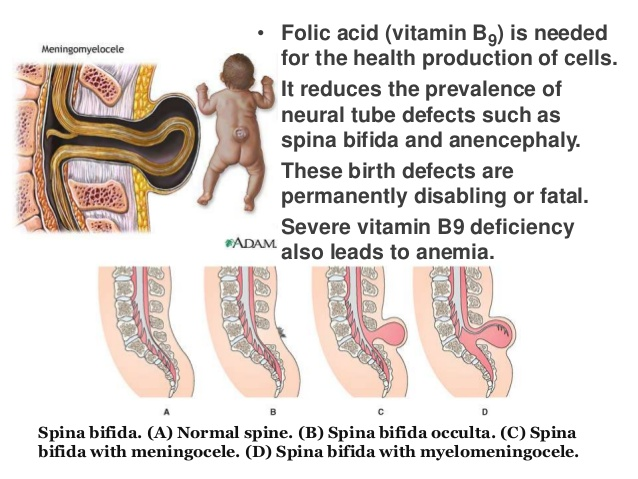 Meningomyelocele
ADAM
• Folic acid (vitamin B9) is needed
for the health production of cells.
It reduces the prevalence of
neural tube defects such as
spina bifida and anencephaly.
These birth defects are
permanently disabling or fatal.
Severe vitamin B9 deficiency
also leads to anemia.
A B C D
Spina bifida. (A) Normal spine. (B) Spina bifida occulta. (C) Spina
bifida with meningocele. (D) Spina bifida with myelomeningocele.